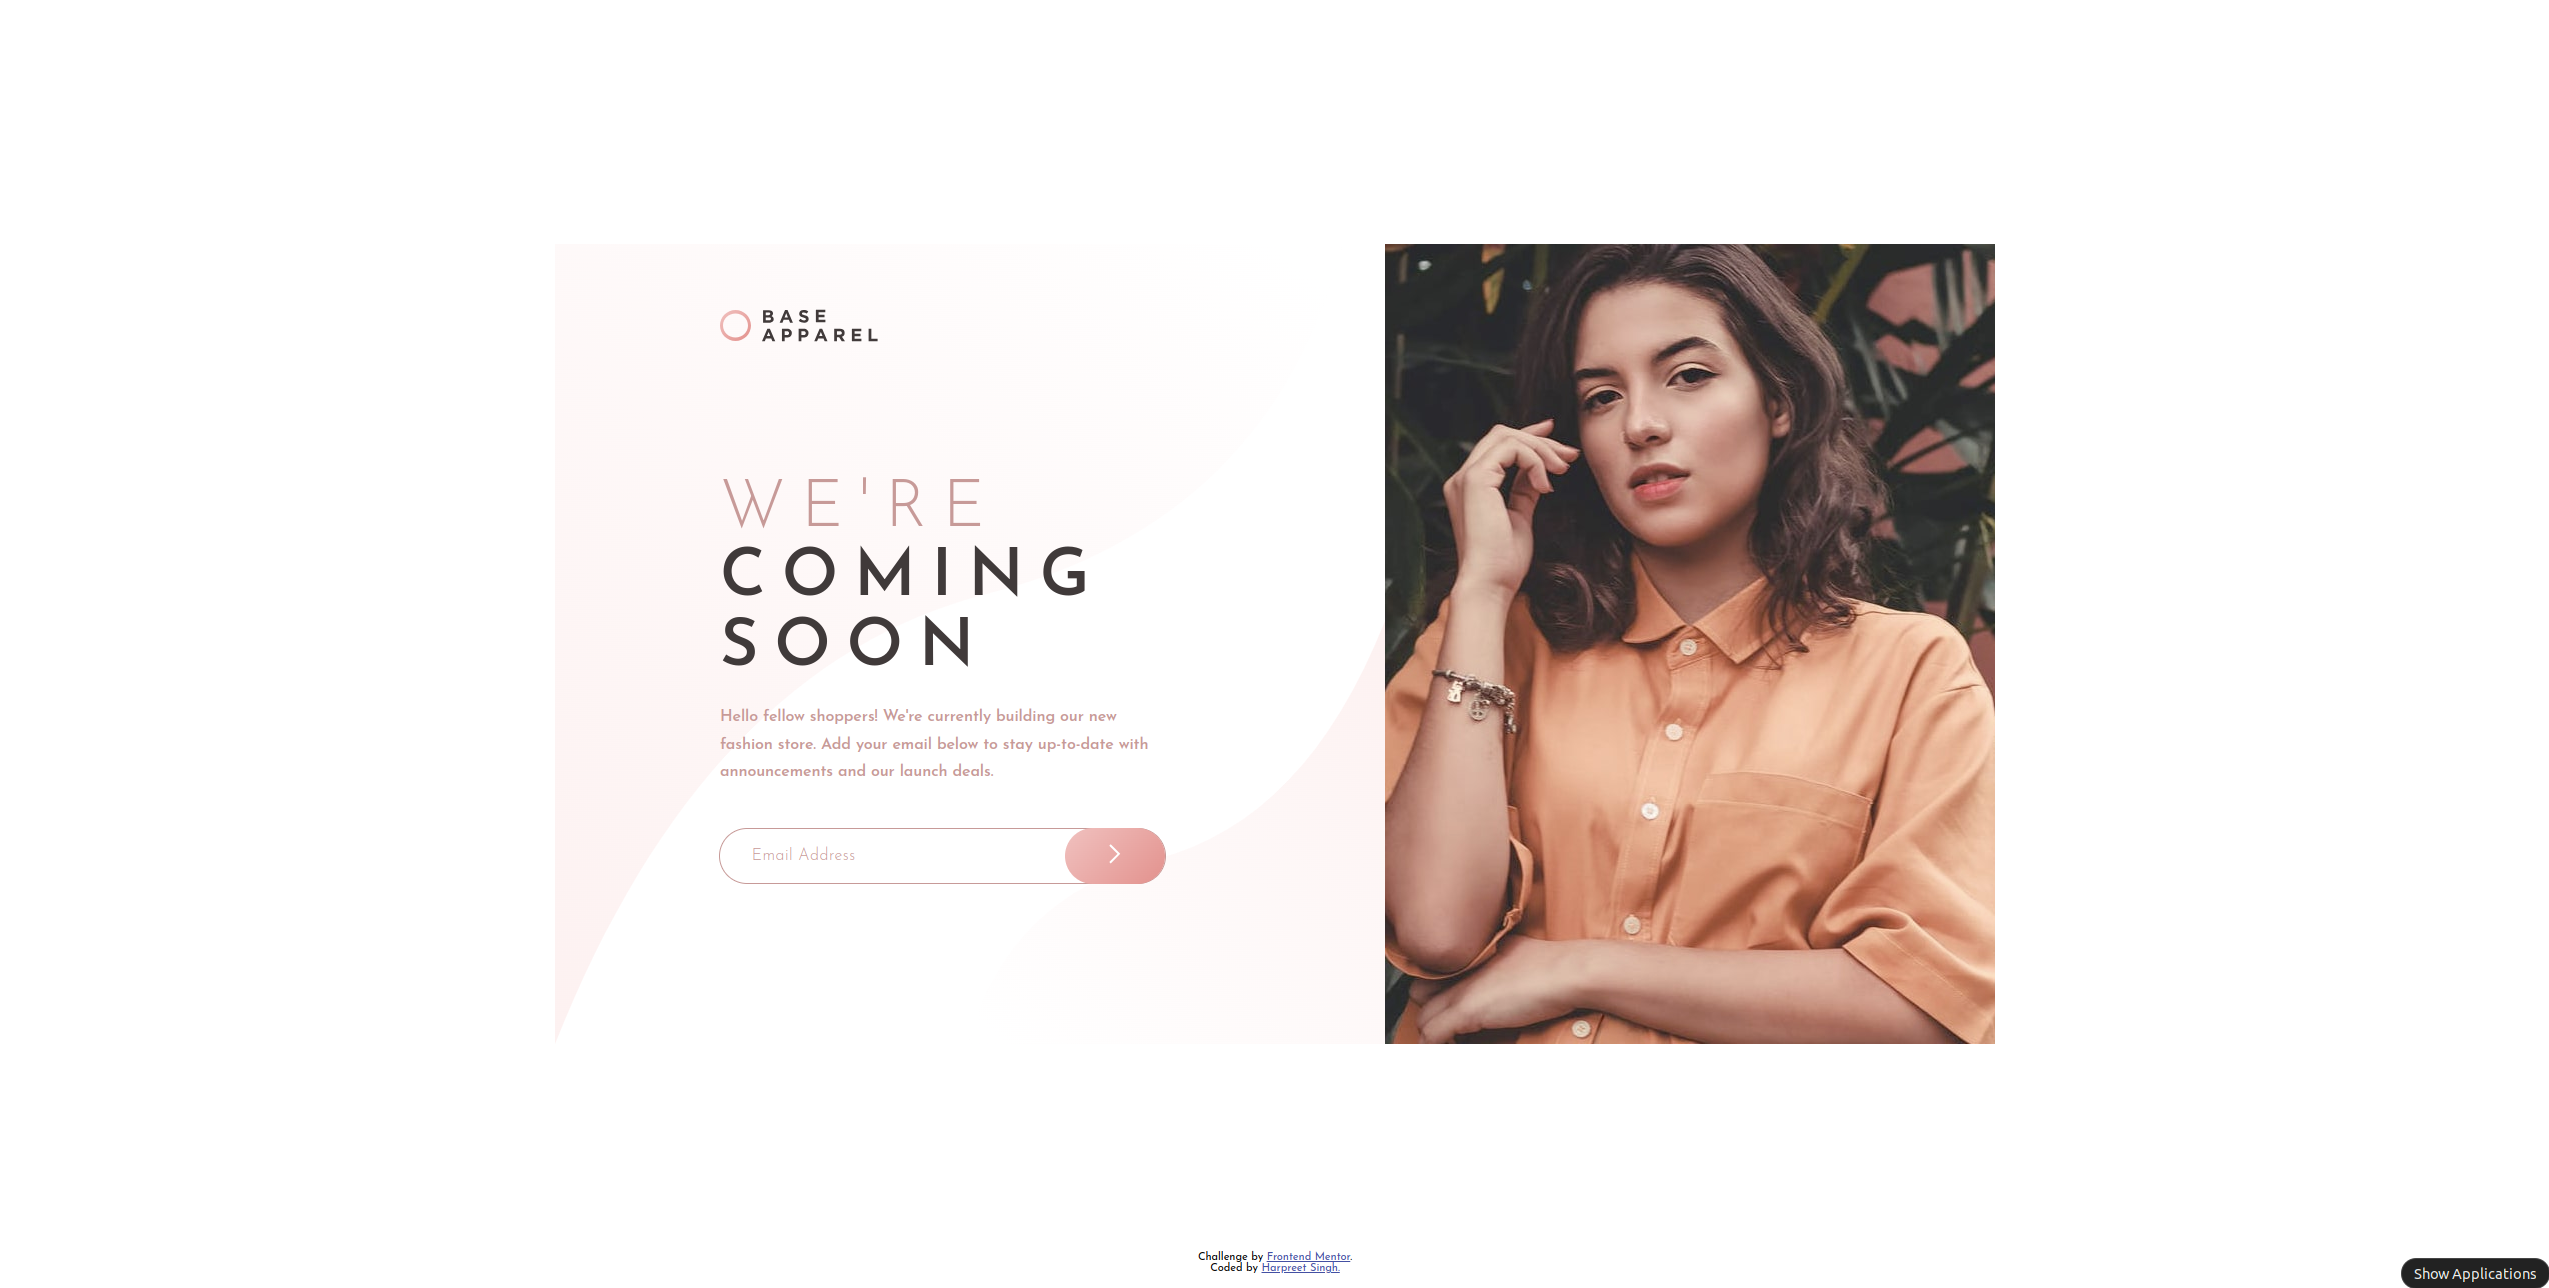 BASE
APPAREL
WE'RE
COMING
SOON
Hello fellow shoppers! We're currently building our new
fashion store. Add your email below to stay up-to-date with
announcements and our launch deals.
Email Address
Challenge by Frontend Mentor.
Coded by Harpreet Singh.
Show Applications